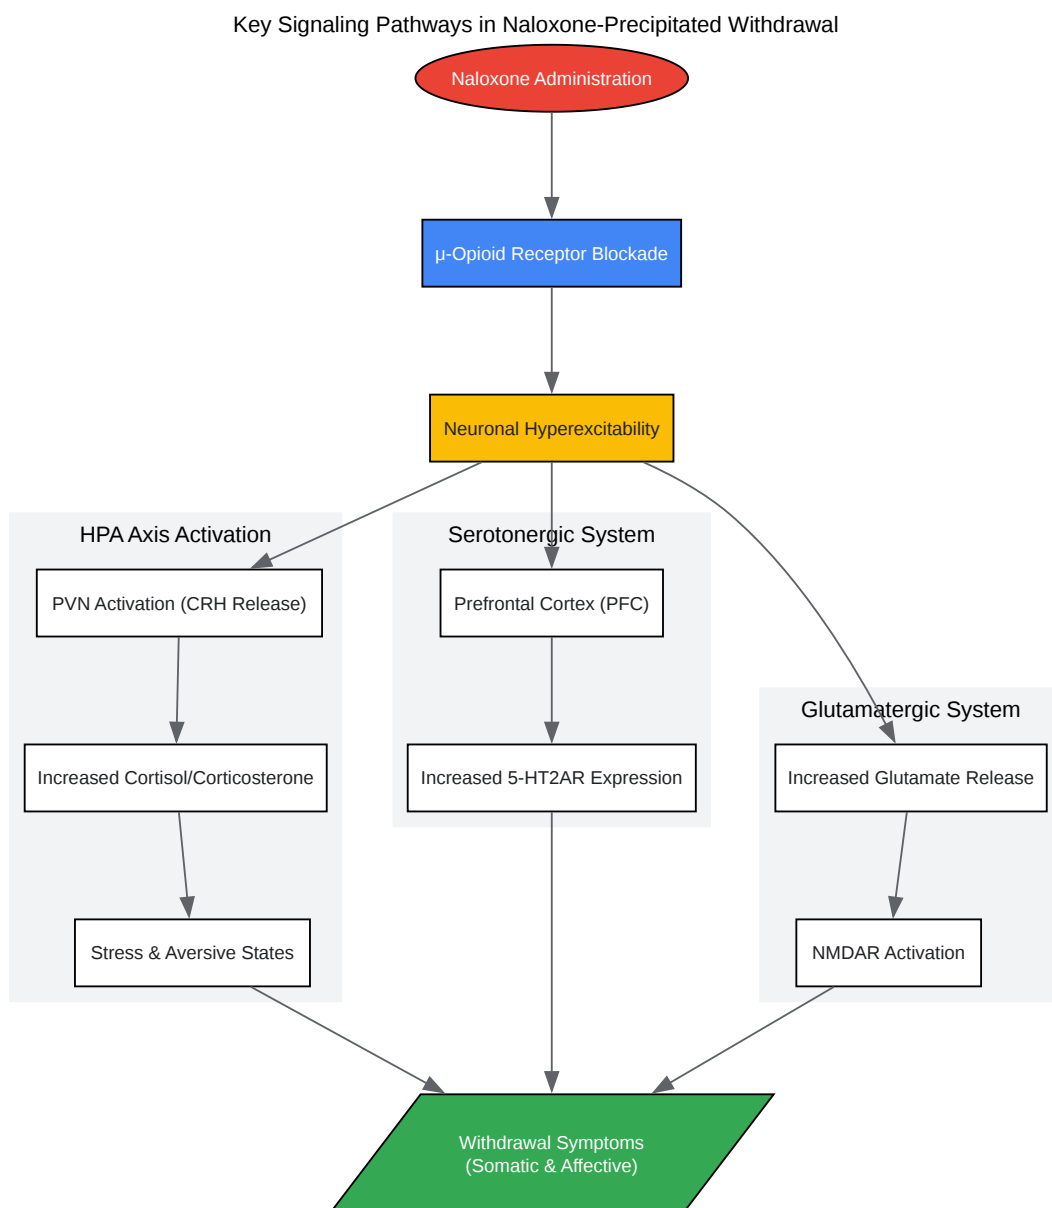 Key Signaling Pathways in Naloxone-Precipitated Withdrawal
Naloxone Administration
μ-Opioid Receptor Blockade
Neuronal Hyperexcitability
HPA Axis Activation
PVN Activation (CRH Release)
Increased Cortisol/Corticosterone
Stress & Aversive States
Serotonergic System
Prefrontal Cortex (PFC)
Increased 5-HT2AR Expression
Glutamatergic System
Increased Glutamate Release
NMDAR Activation
Withdrawal Symptoms
(Somatic & Affective)